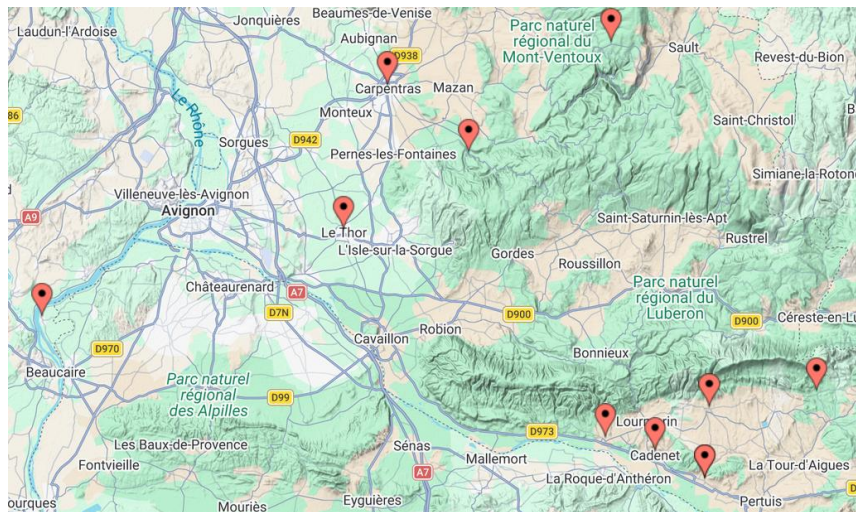 Beaumes-de-Venise
Jonquières
Laudun-l'Ardoise
Parc naturel
régional du
Mont-Ventoux
Aubignan
Sault
D938
Revest-du-Bion
Carpentras
Mazan
Le Rhône
Monteux
86
Saint-Christol
D942
Sorgues
Pernes-les-Fontaines
Simiane-la-Roton
Villeneuve-lès-Avignon
Avignon
A9
Saint-Saturnin-lès-Apt
Le Thor
L'Isle-sur-la-Sorgue
Rustrel
Gordes
Roussillon
Châteaurenard
A7
Parc naturel
régional du
Luberon
D7N
D900
D900
Céreste-en-Lu
Cavaillon
Robion
D970
Bonnieux
Beaucaire
Parc naturel
régional
des Alpilles
D99
D973
Les Baux-de-Provence
Sénas
Cadenet
Mallemort
Fontvieille
A7
La Tour-d'Aigues
La Roque-d'Anthéron
Eyguières
Mouriès
Pertuis